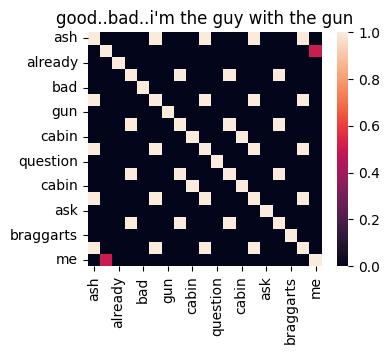 good..bad..i'm the guy with the gun
ash
already
bad
gun
cabin
question
cabin
ask
braggarts
me
1.0
0.8
0.6
0.4
0.2
0.0
ash
already
bad
gun
cabin
question
cabin
ask
braggarts
me